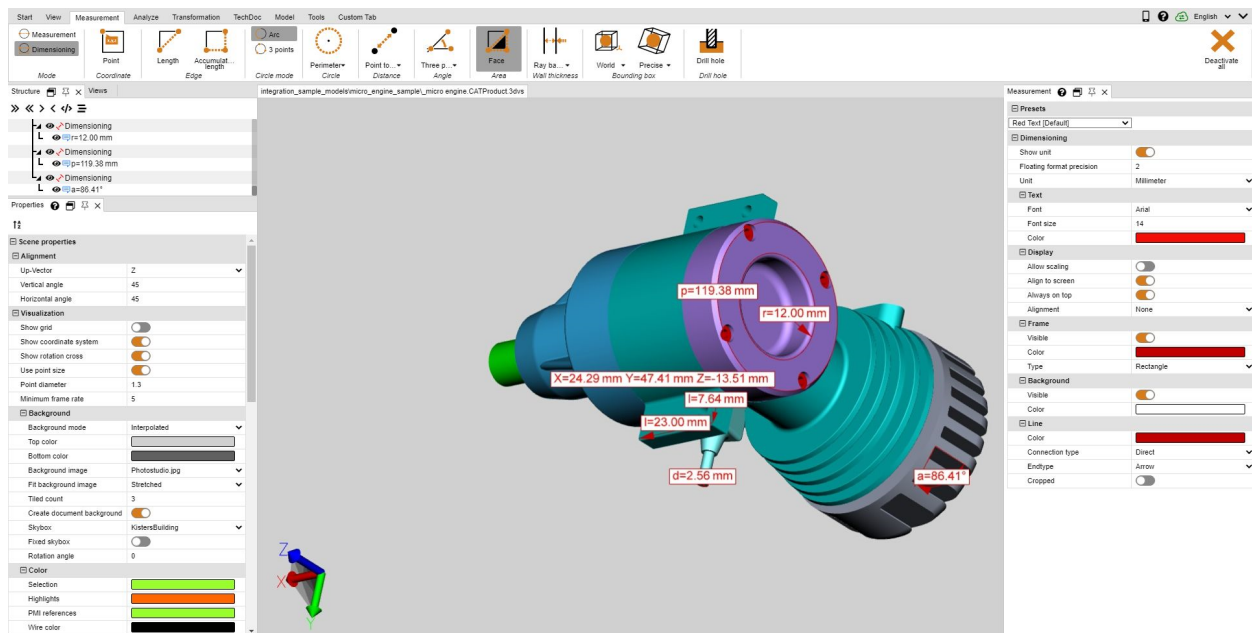 Start View Measurement Analyze Transformation TechDoc Model Tools Custom Tab English
Measurement
Dimensioning
Mode
Point
Coordinate
Length Accumulat... length
Edge
Arc
3 points
Circle mode
Perimeter
Circle
Point to...
Distance
Three p...
Angle
Face
Area
Ray ba...
Wall thickness
World Precise
Bounding box
Drill hole
Drill hole
Deactivate all
Structure Views
Dimensioning
r=12.00 mm
Dimensioning
p=119.38 mm
Dimensioning
a=86.41°
Properties
Scene properties
Alignment
Up-Vector Z
Vertical angle 45
Horizontal angle 45
Visualization
Show grid
Show coordinate system
Show rotation cross
Use point size
Point diameter 1.3
Minimum frame rate 5
Background
Background mode Interpolated
Top color
Bottom color
Background image Photostudio.jpg
Fit background image Stretched
Tiled count 3
Create document background
Skybox KistersBuilding
Fixed skybox
Rotation angle 0
Color
Selection
Highlights
PMI references
Wire color
integration_sample_models\micro_engine_sample\_micro engine.CATProduct.3dvs
p=119.38 mm
r=12.00 mm
X=24.29 mm Y=47.41 mm Z=-13.51 mm
l=7.64 mm
l=23.00 mm
d=2.56 mm
a=86.41°
Z
X
Y
Measurement
Presets
Red Text [Default]
Dimensioning
Show unit
Floating format precision 2
Unit Millimeter
Text
Font Arial
Font size 14
Color
Display
Allow scaling
Align to screen
Always on top
Alignment None
Frame
Visible
Color
Type Rectangle
Background
Visible
Color
Line
Color
Connection type Direct
Endtype Arrow
Cropped